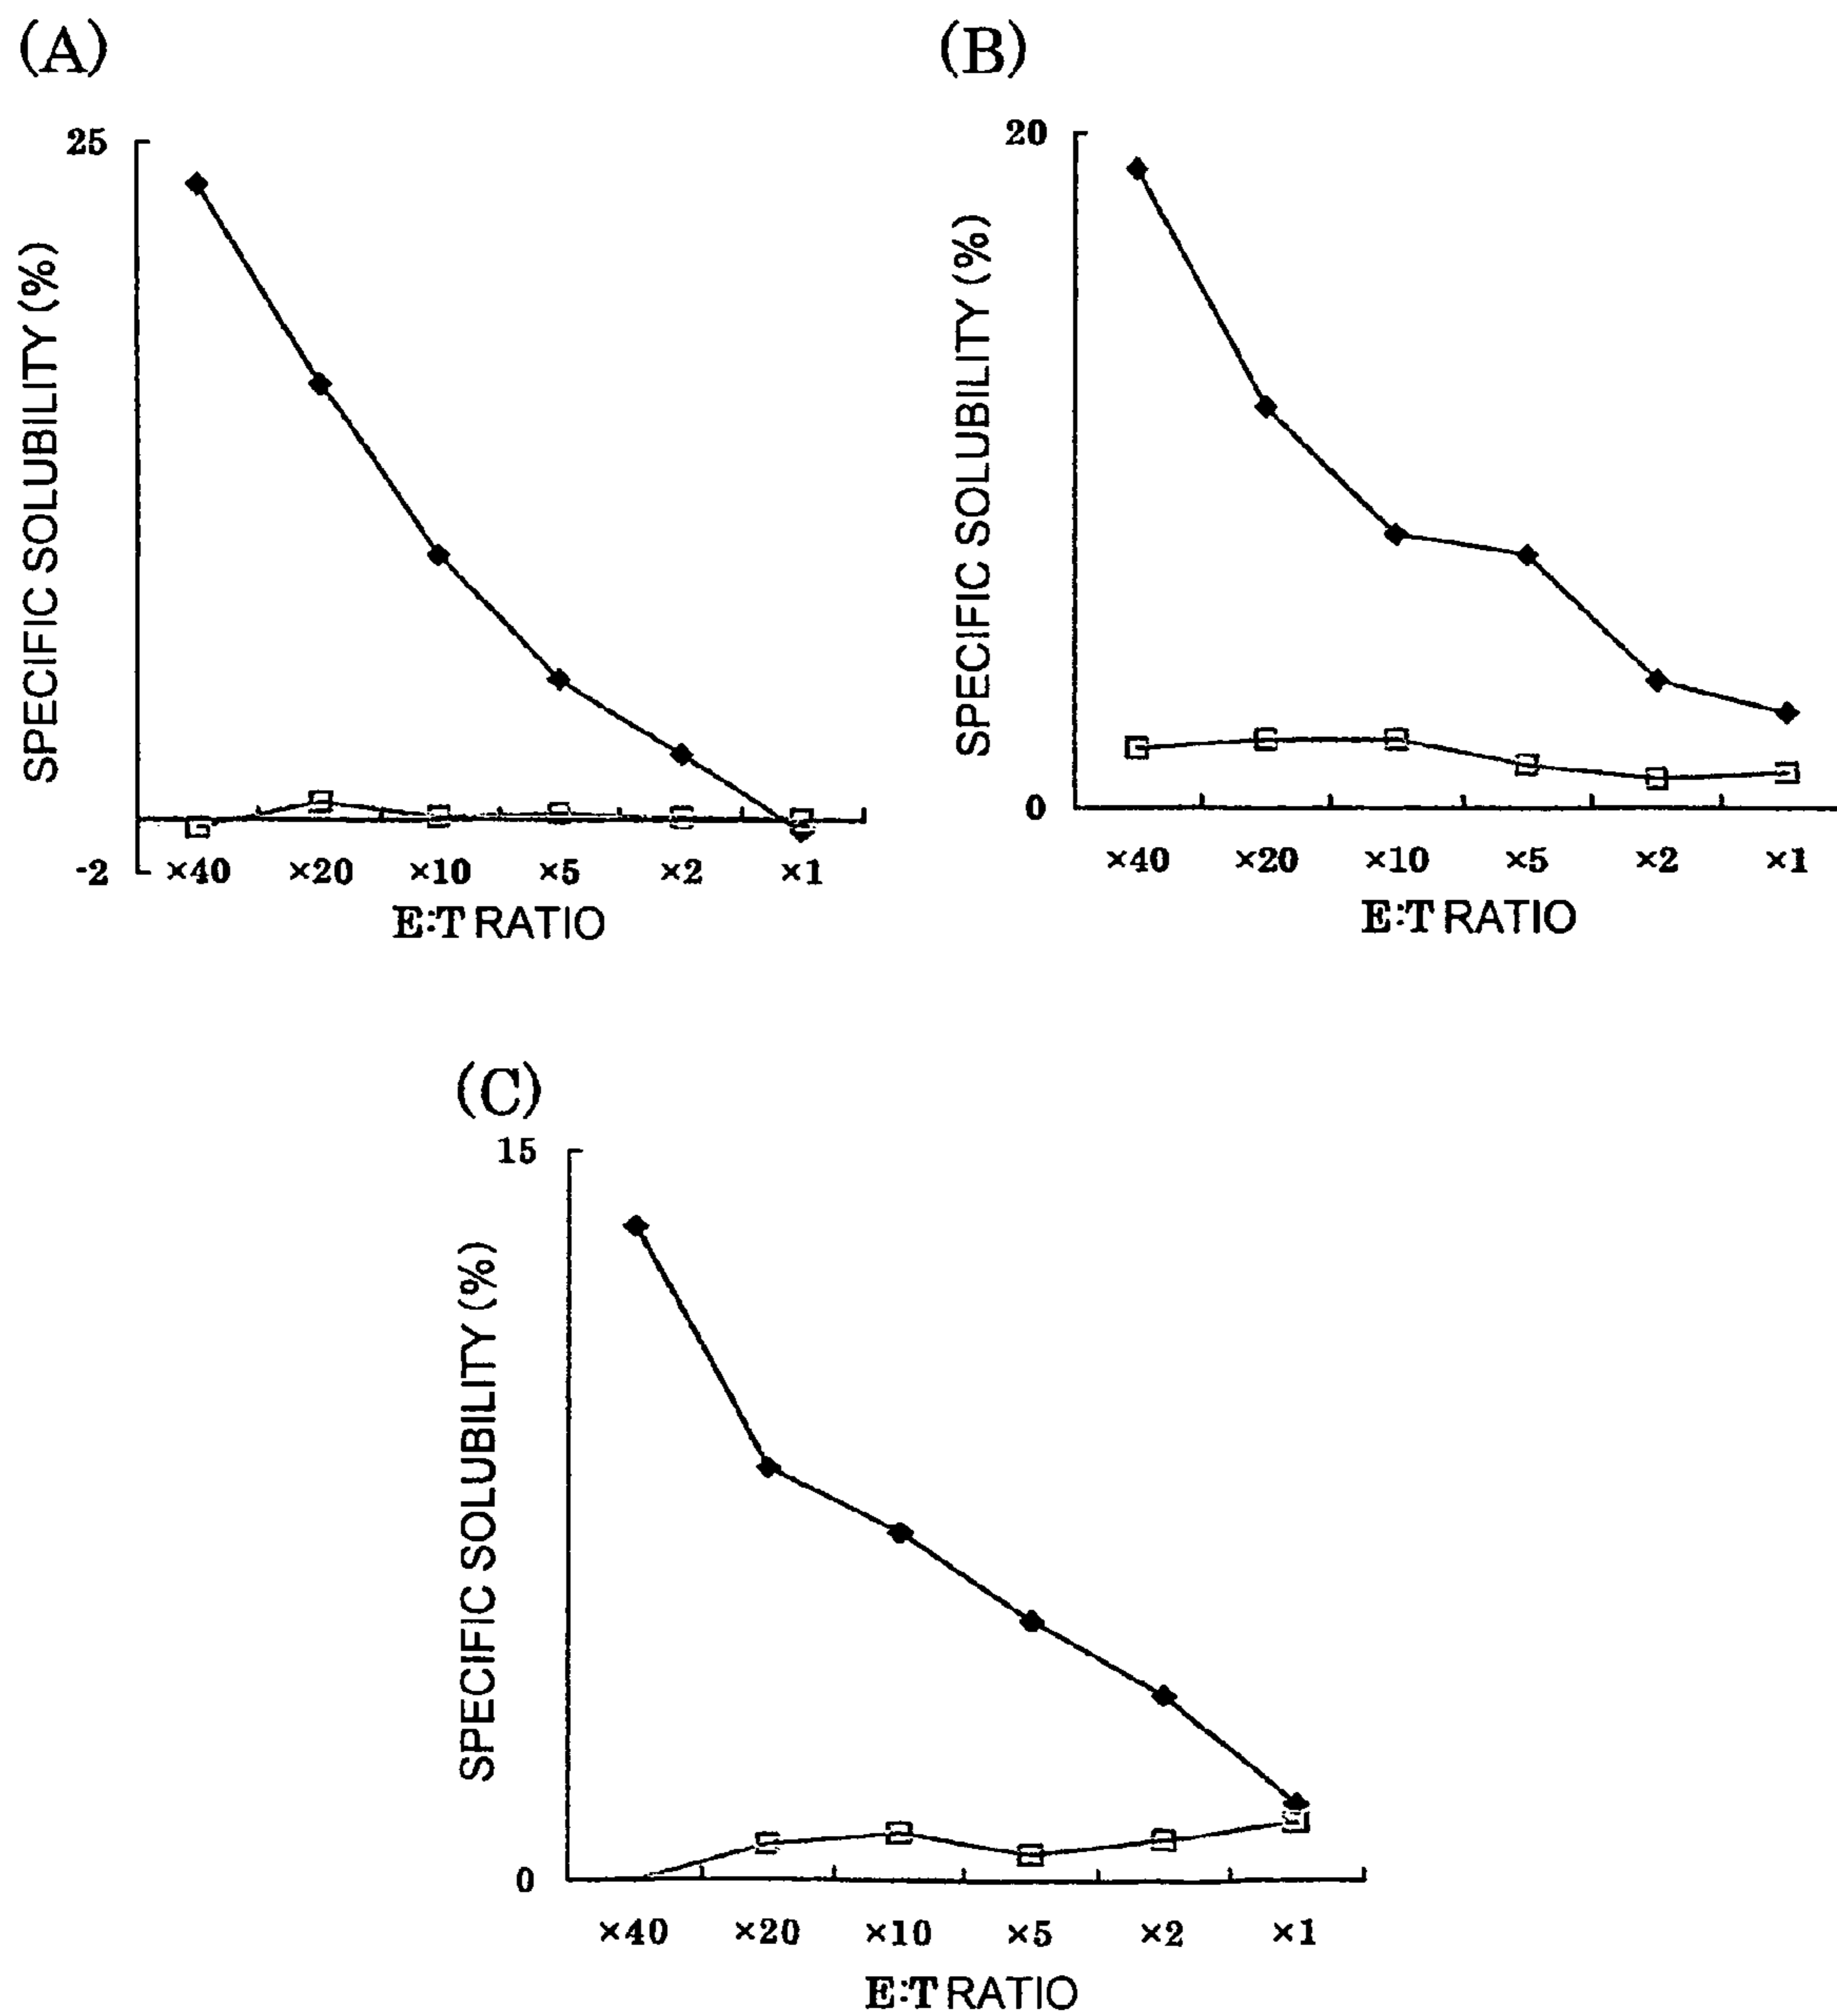 (A)
25
SPECIFIC SOLUBILITY (%)
-2
×40 ×20 ×10 ×5 ×2 ×1
E:T RATIO
(B)
20
SPECIFIC SOLUBILITY (%)
0
×40 ×20 ×10 ×5 ×2 ×1
E:T RATIO
(C)
15
SPECIFIC SOLUBILITY (%)
0
×40 ×20 ×10 ×5 ×2 ×1
E:T RATIO